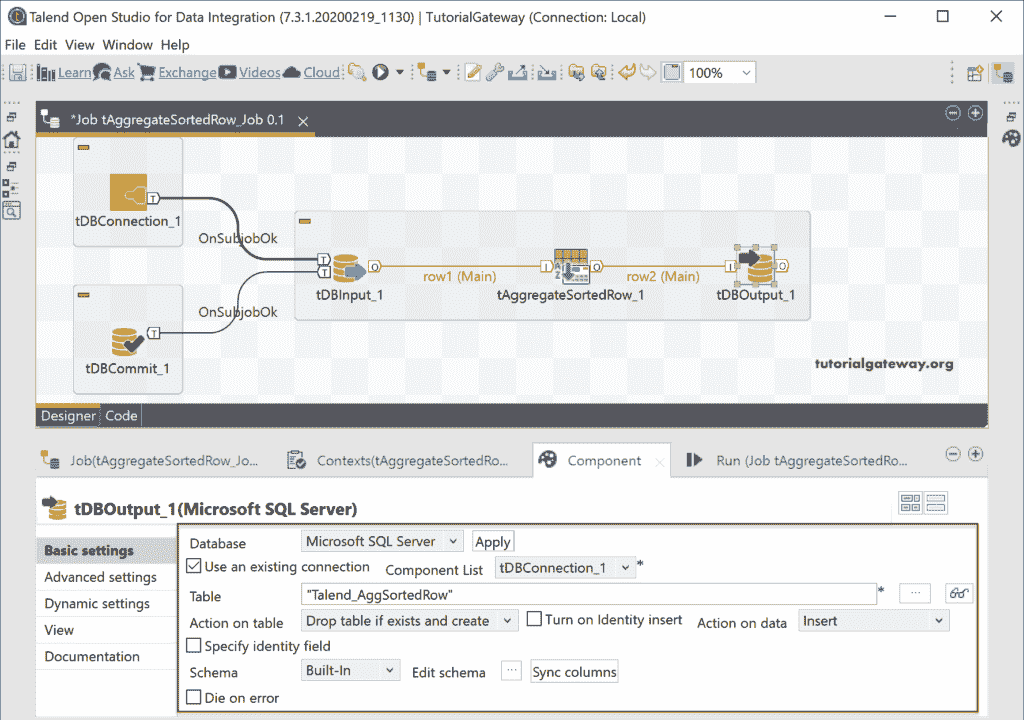 Talend Open Studio for Data Integration (7.3.1.20200219_1130) | TutorialGateway (Connection: Local)
File Edit View Window Help
Learn Ask Exchange Videos Cloud 100%
*Job tAggregateSortedRow_Job 0.1
T
tDBConnection_1
OnSubjobOk
T
T
O
row1 (Main)
I
O
row2 (Main)
I
O
tDBInput_1
tAggregateSortedRow_1
tDBOutput_1
OnSubjobOk
T
tDBCommit_1
tutorialgateway.org
Designer Code
Job(tAggregateSortedRow_Jo... Contexts(tAggregateSortedRo... Component Run (Job tAggregateSortedRo...
tDBOutput_1(Microsoft SQL Server)
Basic settings
Advanced settings
Dynamic settings
View
Documentation
Database Microsoft SQL Server Apply
Use an existing connection Component List tDBConnection_1 *
Table "Talend_AggSortedRow" * ...
Action on table Drop table if exists and create Turn on Identity insert Action on data Insert
Specify identity field
Schema Built-In Edit schema ... Sync columns
Die on error